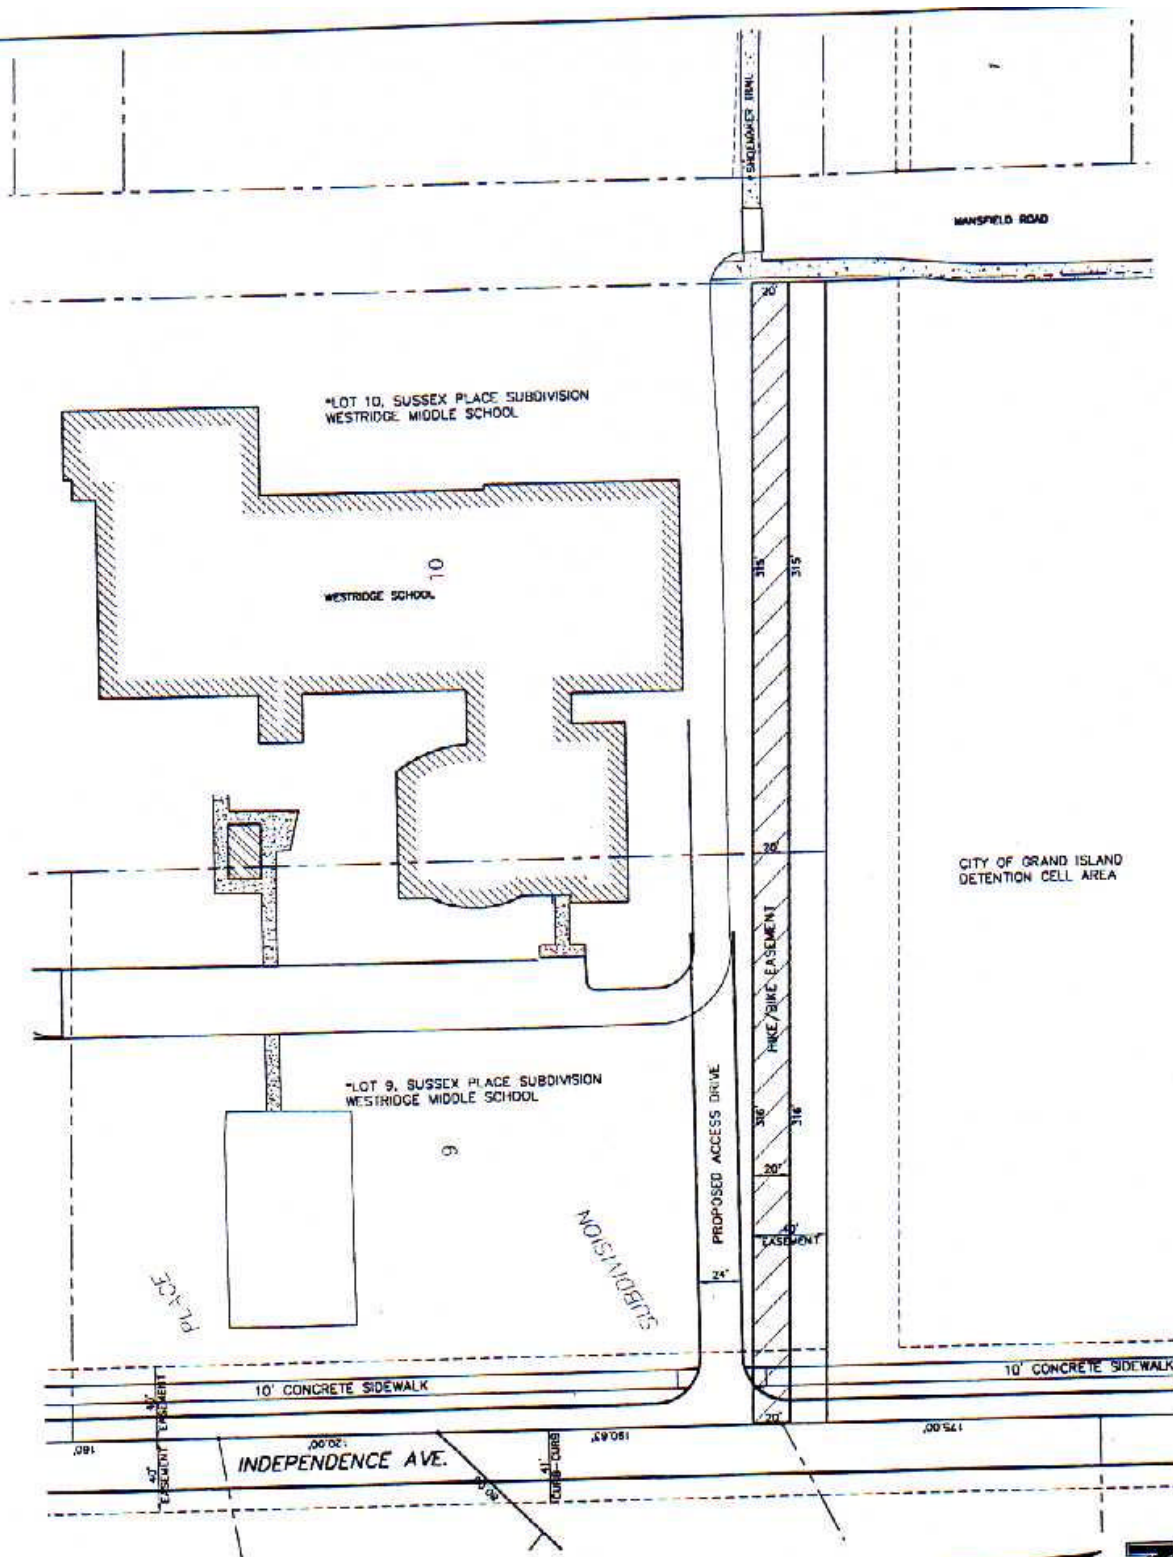 SHOEMAKER TRAIL
MANSFIELD ROAD
20'
"LOT 10, SUSSEX PLACE SUBDIVISION
WESTRIDGE MIDDLE SCHOOL
10
WESTRIDGE SCHOOL
315'
315'
20'
CITY OF GRAND ISLAND
DETENTION CELL AREA
HIKE/BIKE EASEMENT
"LOT 9, SUSSEX PLACE SUBDIVISION
WESTRIDGE MIDDLE SCHOOL
9
PROPOSED ACCESS DRIVE
316'
316'
20'
40'
EASEMENT
24'
SUBDIVISION
PLACE
10' CONCRETE SIDEWALK
10' CONCRETE SIDEWALK
40'
EASEMENT
20'
180'
120.00'
190.63'
175.00'
INDEPENDENCE AVE.
40'
EASEMENT
41'
CURB-CURB